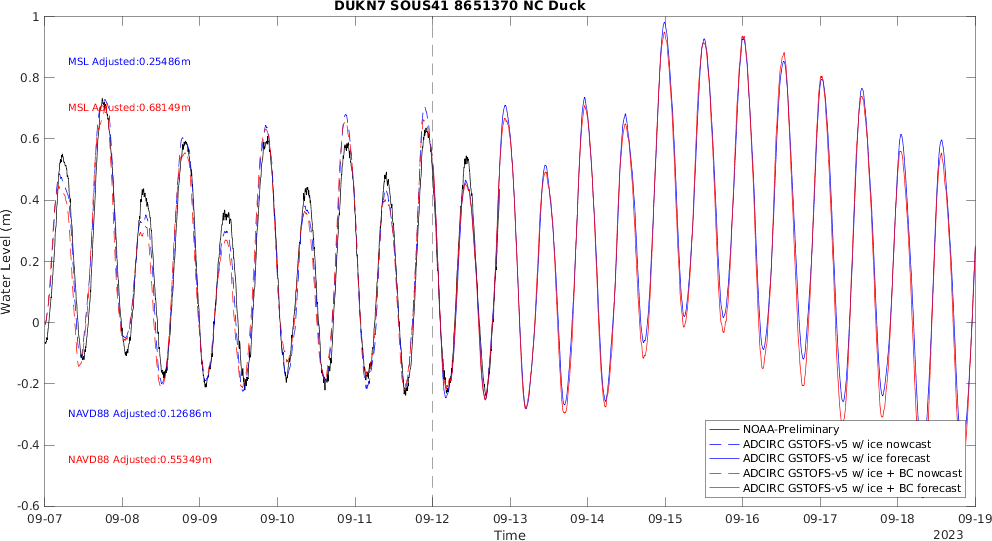 DUKN7 SOUS41 8651370 NC Duck
MSL Adjusted:0.25486m
MSL Adjusted:0.68149m
NAVD88 Adjusted:0.12686m
NAVD88 Adjusted:0.55349m
Water Level (m)
1
0.8
0.6
0.4
0.2
0
-0.2
-0.4
-0.6
NOAA-Preliminary
ADCIRC GSTOFS-v5 w/ ice nowcast
ADCIRC GSTOFS-v5 w/ ice forecast
ADCIRC GSTOFS-v5 w/ ice + BC nowcast
ADCIRC GSTOFS-v5 w/ ice + BC forecast
09-07 09-08 09-09 09-10 09-11 09-12 09-13 09-14 09-15 09-16 09-17 09-18 09-19
Time
2023